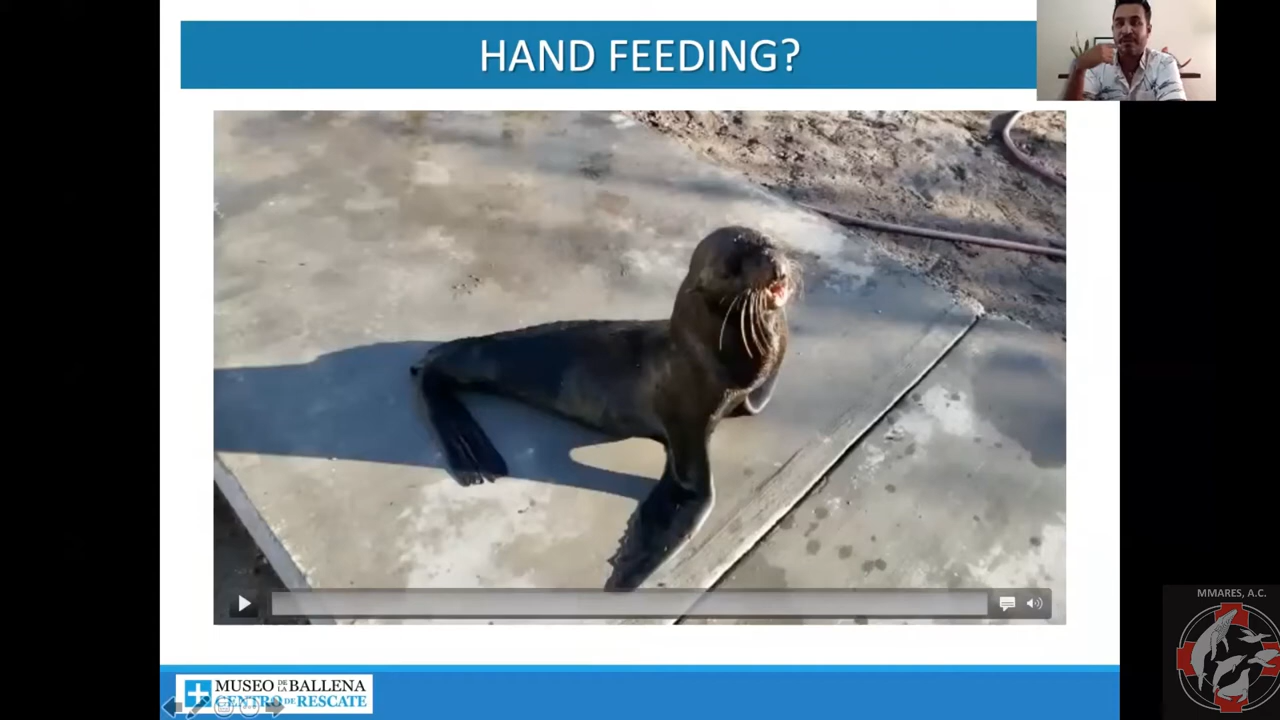 HAND FEEDING?
MMARES, A.C.
MUSEO DE LA BALLENA
CENTRO DE RESCATE